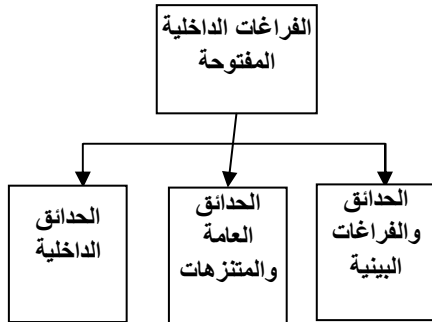 الفراغات الداخلية
المفتوحة
الحدائق
والفراغات
البينية
الحدائق
العامة
والمتنزهات
الحدائق
الداخلية